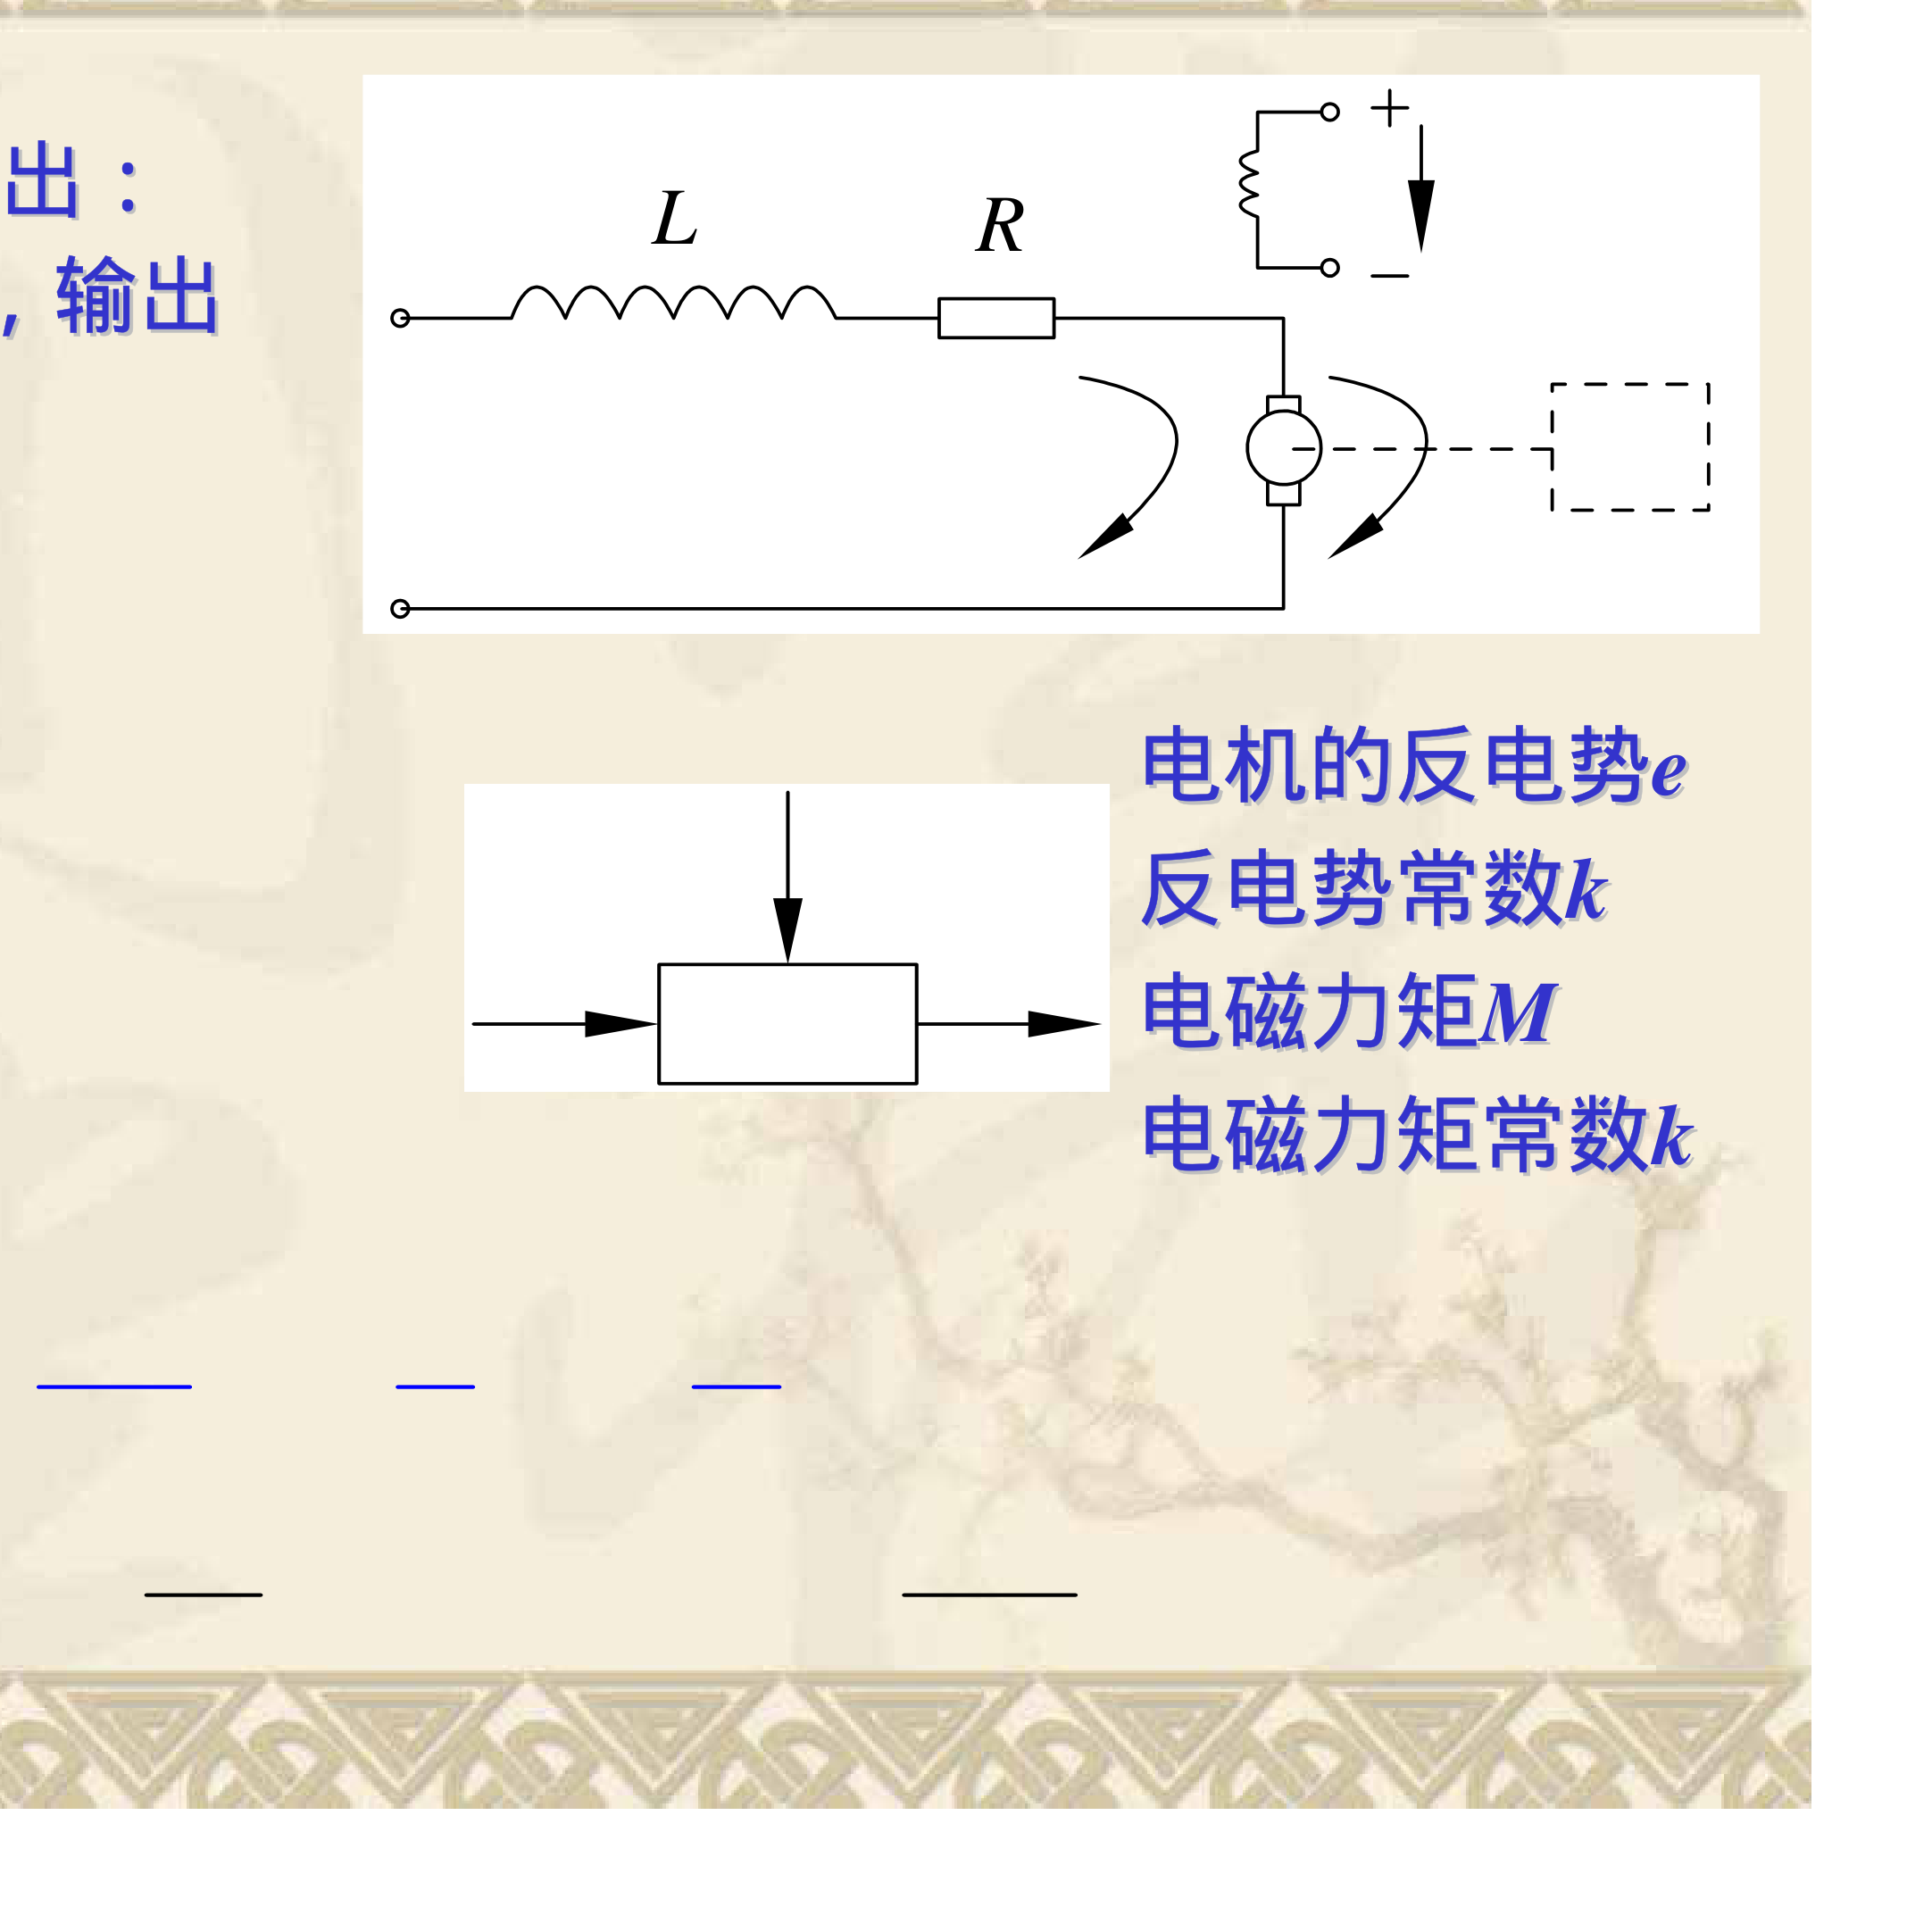 出：
, 输出
L
R
+
−
电机的反电势e
反电势常数k
电磁力矩M
电磁力矩常数k